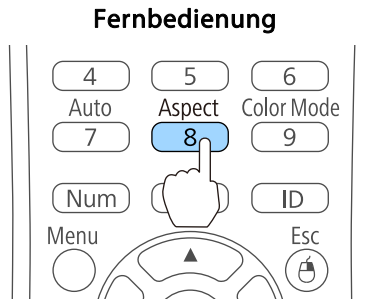 Fernbedienung
4 5 6
Auto Aspect Color Mode
7 8 9
Num ID
Menu Esc